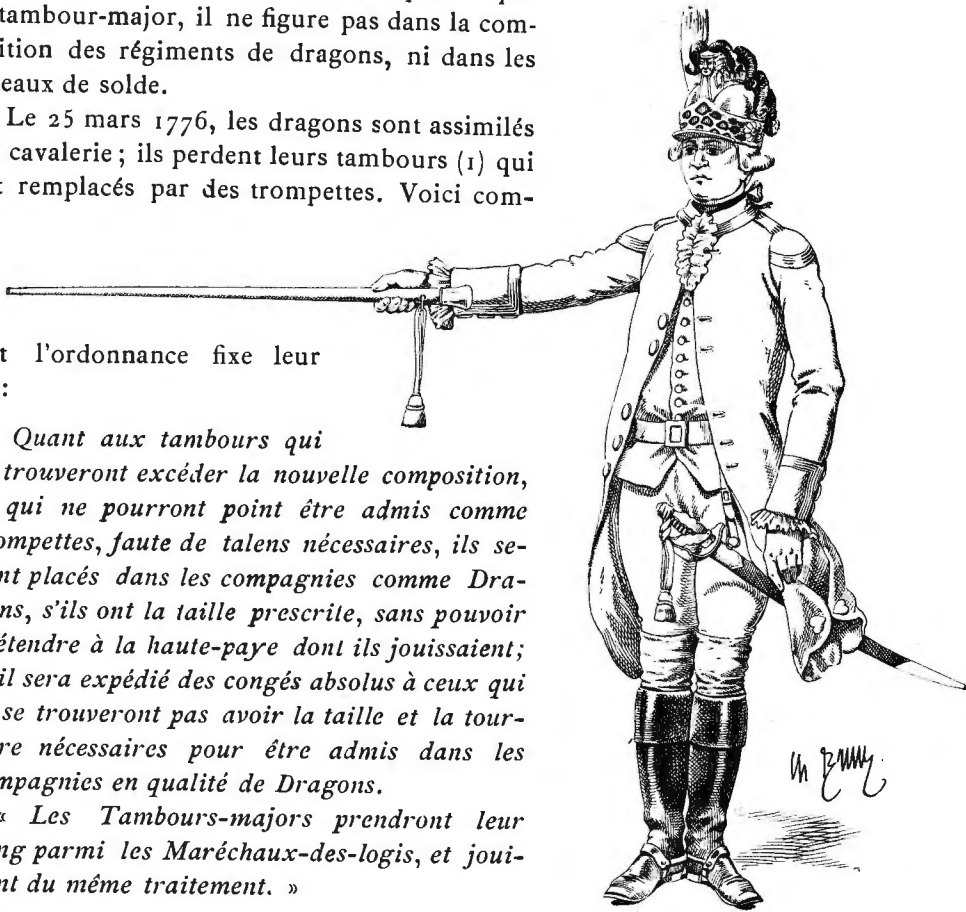 tambour-major, il ne figure pas dans la com-
ition des régiments de dragons, ni dans les
eaux de solde.
Le 25 mars 1776, les dragons sont assimilés
cavalerie ; ils perdent leurs tambours (1) qui
t remplacés par des trompettes. Voici com-
t l'ordonnance fixe leur
:
Quant aux tambours qui
trouveront excéder la nouvelle composition,
qui ne pourront point être admis comme
ompettes, faute de talens nécessaires, ils se-
nt placés dans les compagnies comme Dra-
ns, s'ils ont la taille prescrite, sans pouvoir
étendre à la haute-paye dont ils jouissaient;
il sera expédié des congés absolus à ceux qui
se trouveront pas avoir la taille et la tour-
re nécessaires pour être admis dans les
mpagnies en qualité de Dragons.
« Les Tambours-majors prendront leur
ng parmi les Maréchaux-des-logis, et joui-
nt du même traitement. »